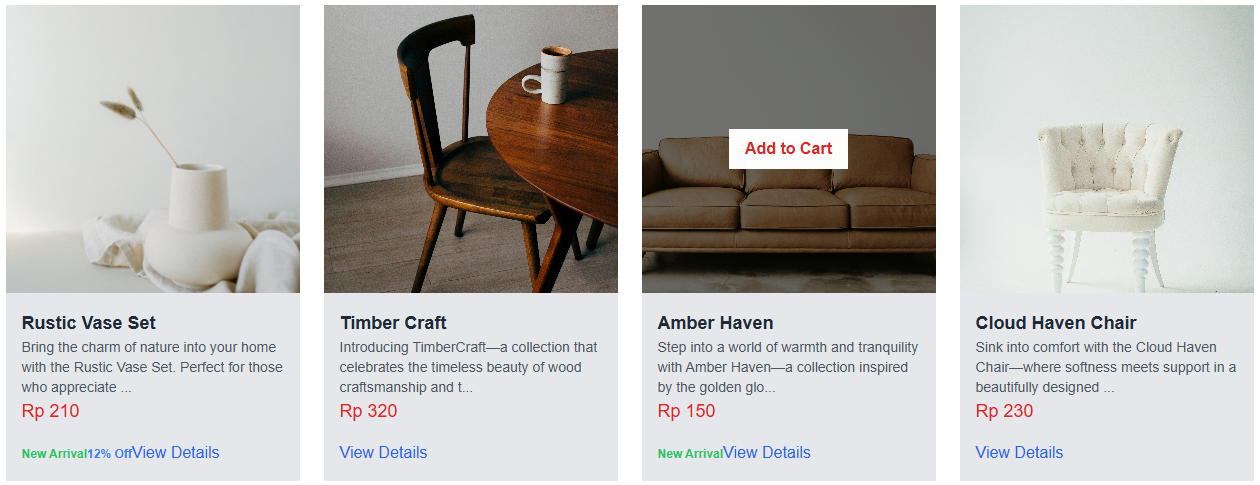 Add to Cart
Rustic Vase Set
Bring the charm of nature into your home
with the Rustic Vase Set. Perfect for those
who appreciate ...
Rp 210
New Arrival12% OffView Details
Timber Craft
Introducing TimberCraft—a collection that
celebrates the timeless beauty of wood
craftsmanship and t...
Rp 320
View Details
Amber Haven
Step into a world of warmth and tranquility
with Amber Haven—a collection inspired
by the golden glo...
Rp 150
New ArrivalView Details
Cloud Haven Chair
Sink into comfort with the Cloud Haven
Chair—where softness meets support in a
beautifully designed ...
Rp 230
View Details